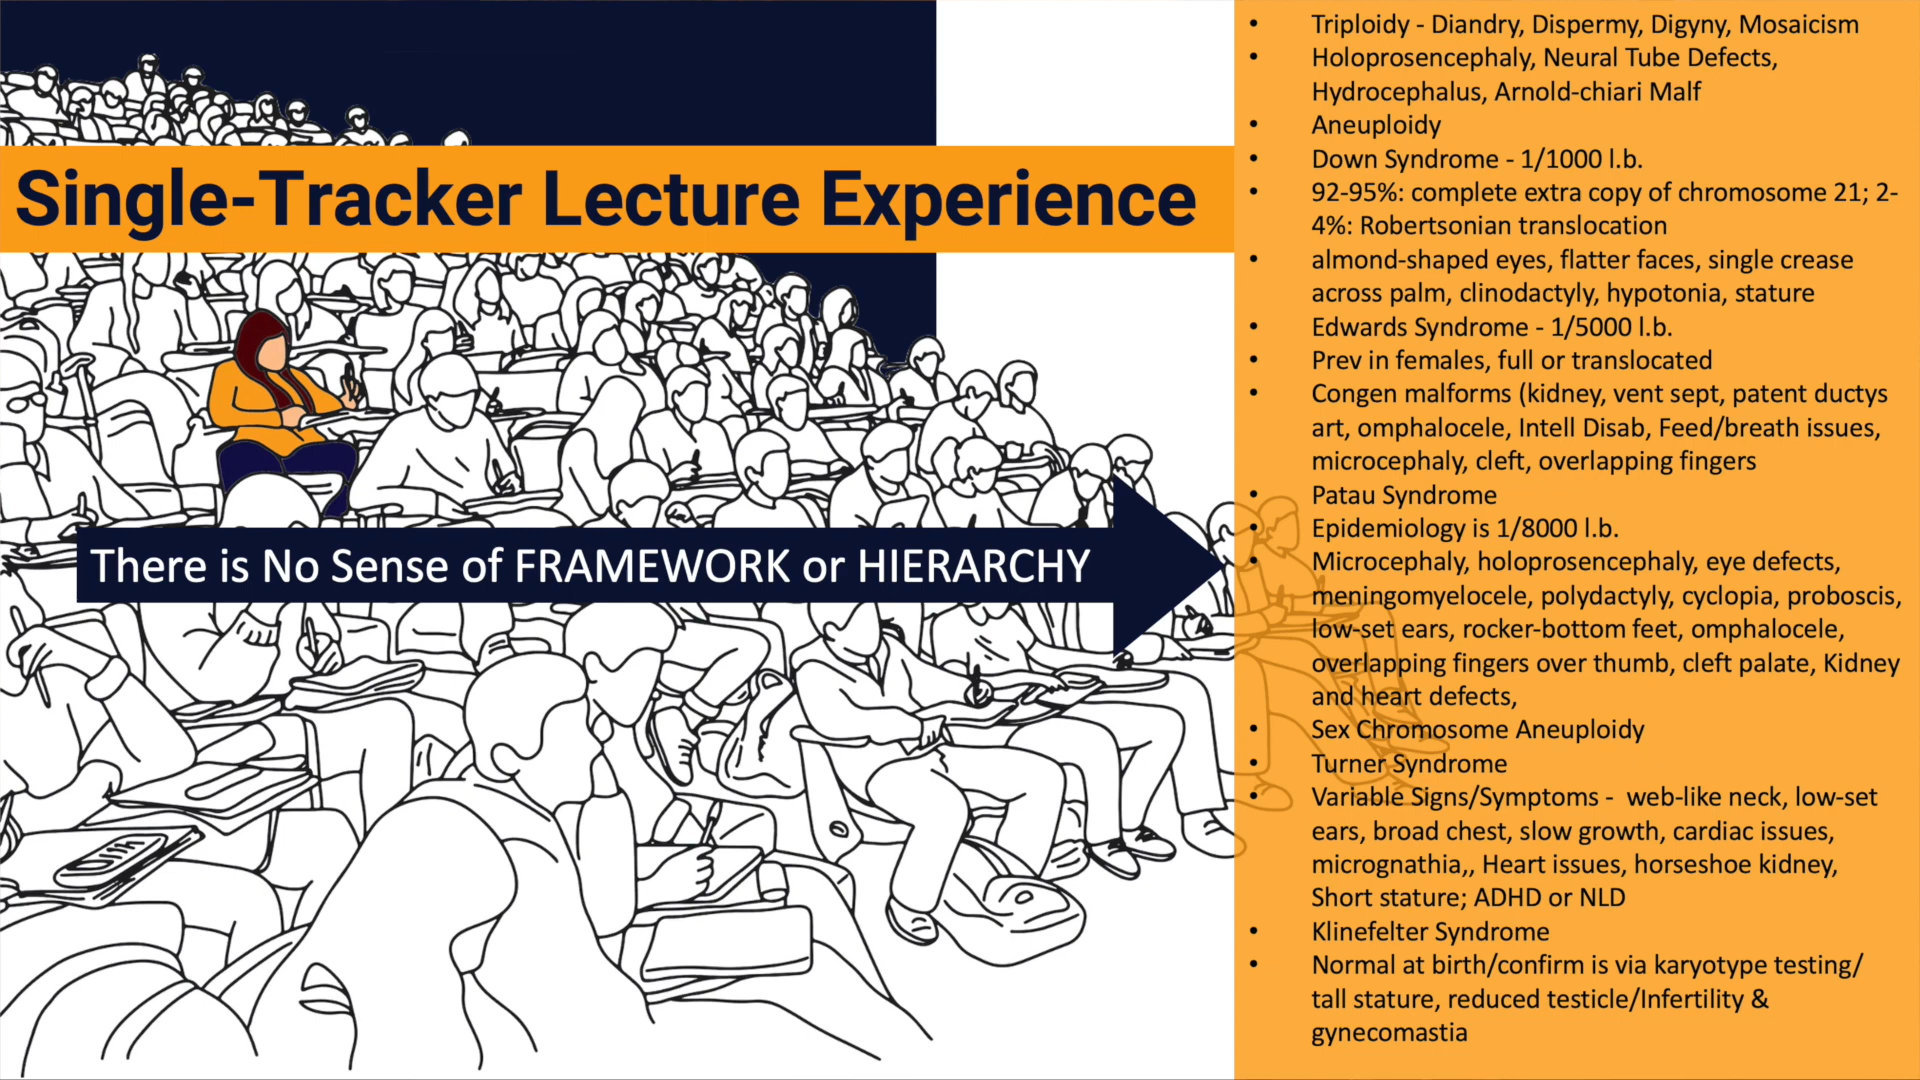 Single-Tracker Lecture Experience
There is No Sense of FRAMEWORK or HIERARCHY
• Triploidy - Diandry, Dispermy, Digyny, Mosaicism
• Holoprosencephaly, Neural Tube Defects,
Hydrocephalus, Arnold-chiari Malf
• Aneuploidy
• Down Syndrome - 1/1000 l.b.
• 92-95%: complete extra copy of chromosome 21; 2-
4%: Robertsonian translocation
• almond-shaped eyes, flatter faces, single crease
across palm, clinodactyly, hypotonia, stature
• Edwards Syndrome - 1/5000 l.b.
• Prev in females, full or translocated
• Congen malforms (kidney, vent sept, patent ductys
art, omphalocele, Intell Disab, Feed/breath issues,
microcephaly, cleft, overlapping fingers
• Patau Syndrome
• Epidemiology is 1/8000 l.b.
• Microcephaly, holoprosencephaly, eye defects,
meningomyelocele, polydactyly, cyclopia, proboscis,
low-set ears, rocker-bottom feet, omphalocele,
overlapping fingers over thumb, cleft palate, Kidney
and heart defects,
• Sex Chromosome Aneuploidy
• Turner Syndrome
• Variable Signs/Symptoms - web-like neck, low-set
ears, broad chest, slow growth, cardiac issues,
micrognathia,, Heart issues, horseshoe kidney,
Short stature; ADHD or NLD
• Klinefelter Syndrome
• Normal at birth/confirm is via karyotype testing/
tall stature, reduced testicle/Infertility &
gynecomastia